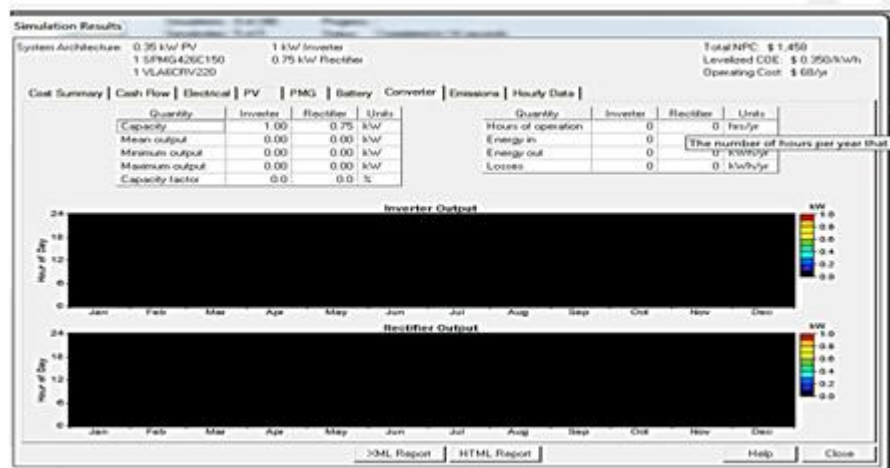 Simulation Results
System Architecture: 0.35 kW PV 1 kW Inverter Total NPC: $ 1,458
1 SPMG426C150 0.75 kW Rectifier Levelized COE: $ 0.350/kWh
1 VLA6CRV220 Operating Cost: $ 68/yr
Cost Summary Cash Flow Electrical PV PMG Battery Converter Emissions Hourly Data
Quantity Inverter Rectifier Units
Capacity 1.00 0.75 kW
Mean output 0.00 0.00 kW
Minimum output 0.00 0.00 kW
Maximum output 0.00 0.00 kW
Capacity factor 0.0 0.0 %
Quantity Inverter Rectifier Units
Hours of operation 0 0 hrs/yr
Energy in 0
The number of hours per year that
Energy out 0 0 kWh/yr
Losses 0 0 kWh/yr
Inverter Output
24
18
12
6
0
Hour of Day
Jan Feb Mar Apr May Jun Jul Aug Sep Oct Nov Dec
kW
1.0
0.8
0.6
0.4
0.2
0.0
Rectifier Output
24
18
12
6
0
Hour of Day
Jan Feb Mar Apr May Jun Jul Aug Sep Oct Nov Dec
kW
1.0
0.8
0.6
0.4
0.2
0.0
XML Report HTML Report Help Close